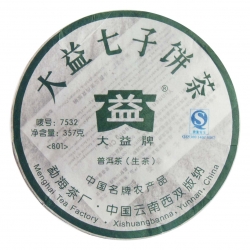 大益七子饼茶
唛号: 7532
净含量: 357克
<801>
益
大益牌
普洱茶(生茶)
中国名牌农产品
勐海茶厂·中国云南西双版纳
Menghai Tea Factory · Xishuangbanna, Yunnan, China